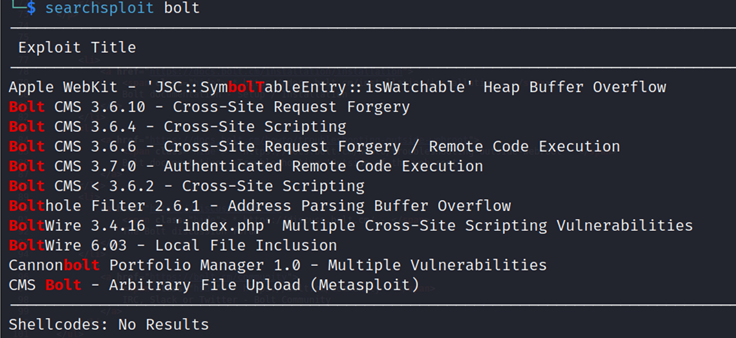 └─$ searchsploit bolt
Exploit Title
Apple WebKit - 'JSC::SymbolTableEntry::isWatchable' Heap Buffer Overflow
Bolt CMS 3.6.10 - Cross-Site Request Forgery
Bolt CMS 3.6.4 - Cross-Site Scripting
Bolt CMS 3.6.6 - Cross-Site Request Forgery / Remote Code Execution
Bolt CMS 3.7.0 - Authenticated Remote Code Execution
Bolt CMS < 3.6.2 - Cross-Site Scripting
Bolthole Filter 2.6.1 - Address Parsing Buffer Overflow
BoltWire 3.4.16 - 'index.php' Multiple Cross-Site Scripting Vulnerabilities
BoltWire 6.03 - Local File Inclusion
Cannonbolt Portfolio Manager 1.0 - Multiple Vulnerabilities
CMS Bolt - Arbitrary File Upload (Metasploit)
Shellcodes: No Results